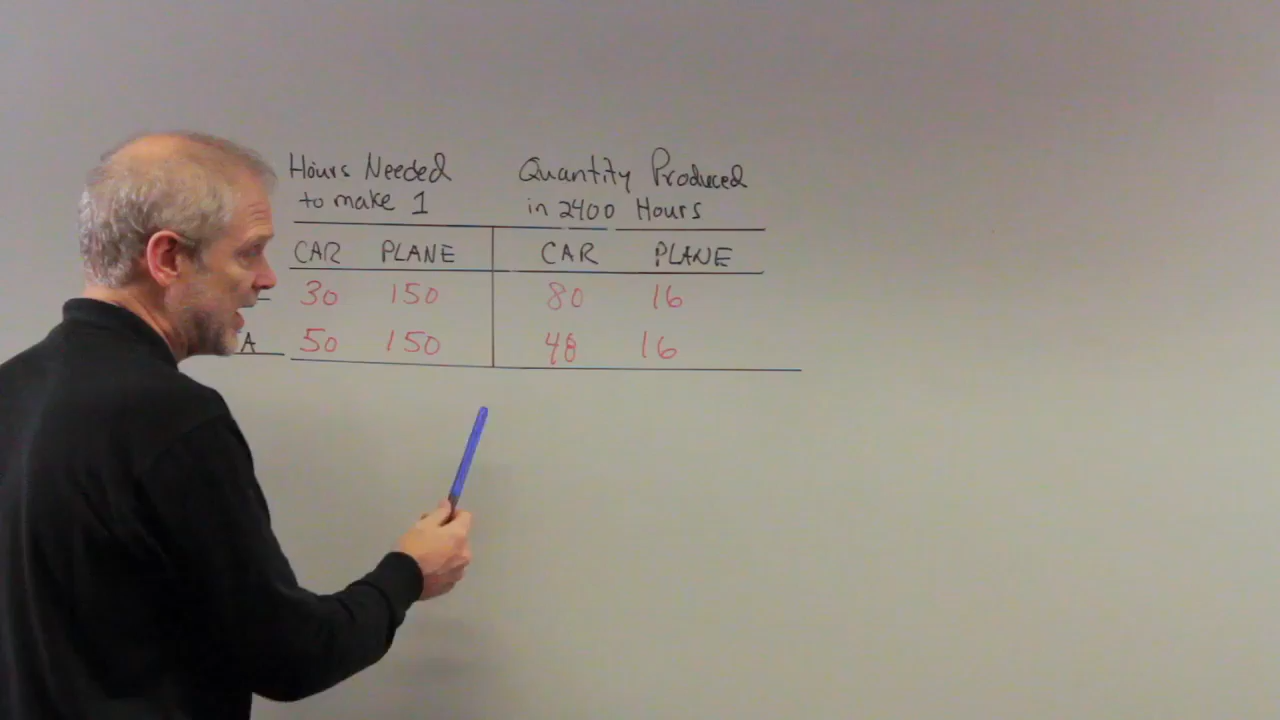 Hours Needed to make 1
Quantity Produced in 2400 Hours
CAR PLANE CAR PLANE
30 150 80 16
A 50 150 48 16